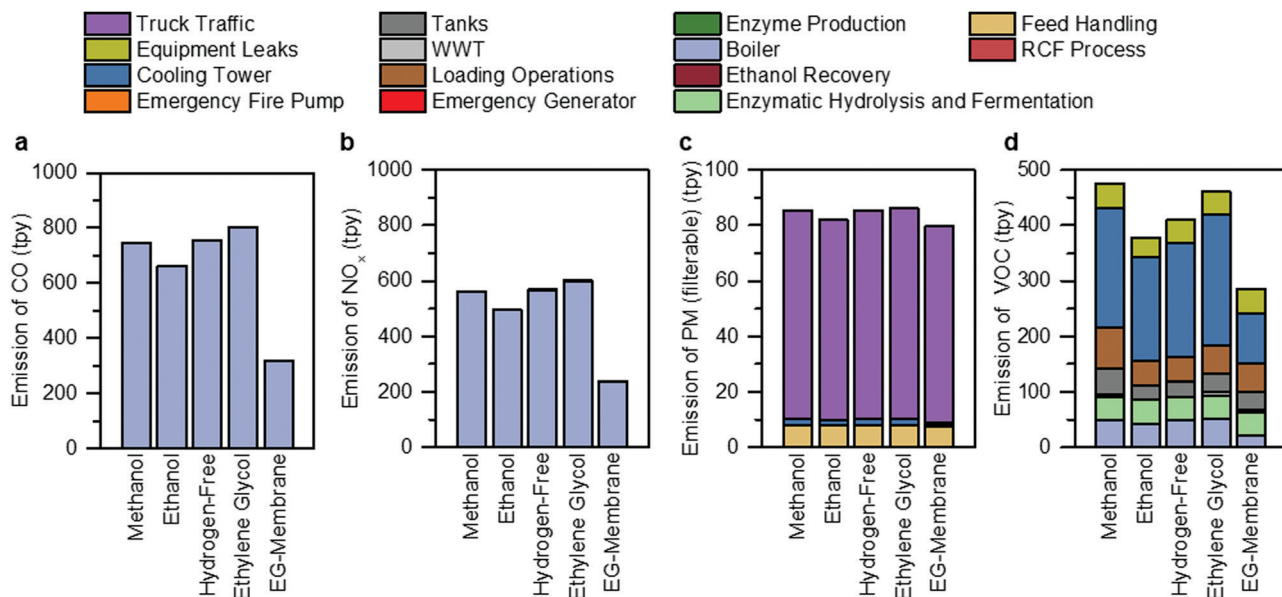 Truck Traffic
Equipment Leaks
Cooling Tower
Emergency Fire Pump
Tanks
WWT
Loading Operations
Emergency Generator
Enzyme Production
Boiler
Ethanol Recovery
Enzymatic Hydrolysis and Fermentation
Feed Handling
RCF Process
a
Emission of CO (tpy)
1000
800
600
400
200
0
Methanol
Ethanol
Hydrogen-Free
Ethylene Glycol
EG-Membrane
b
Emission of NOx (tpy)
1000
800
600
400
200
0
Methanol
Ethanol
Hydrogen-Free
Ethylene Glycol
EG-Membrane
c
Emission of PM (filterable) (tpy)
100
80
60
40
20
0
Methanol
Ethanol
Hydrogen-Free
Ethylene Glycol
EG-Membrane
d
Emission of VOC (tpy)
500
400
300
200
100
0
Methanol
Ethanol
Hydrogen-Free
Ethylene Glycol
EG-Membrane